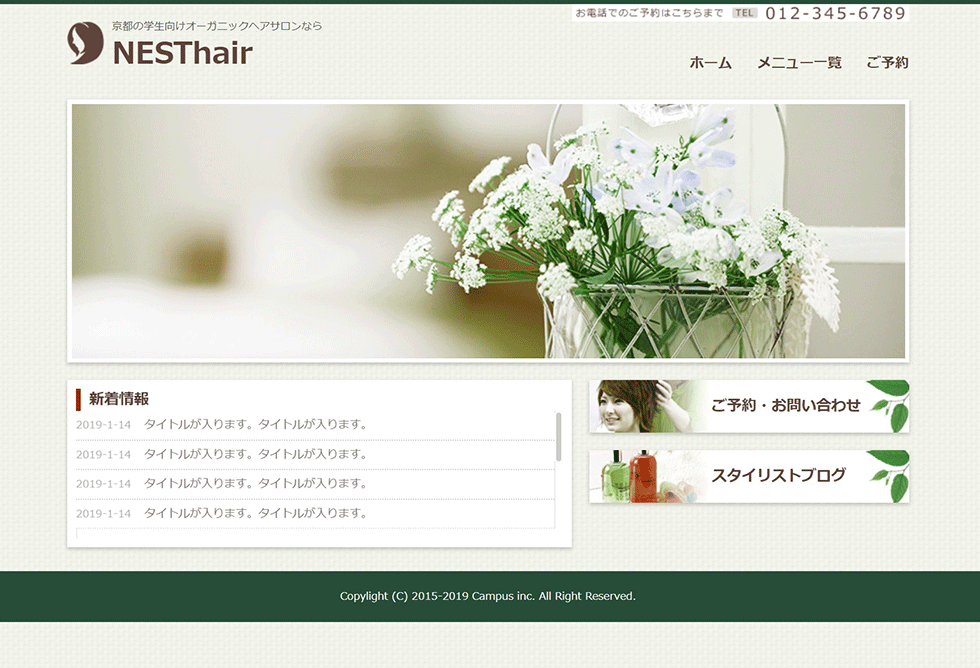 京都の学生向けオーガニックヘアサロンなら
NESThair
お電話でのご予約はこちらまで TEL 012-345-6789
ホーム メニュー一覧 ご予約
新着情報
2019-1-14 タイトルが入ります。タイトルが入ります。
2019-1-14 タイトルが入ります。タイトルが入ります。
2019-1-14 タイトルが入ります。タイトルが入ります。
2019-1-14 タイトルが入ります。タイトルが入ります。
ご予約・お問い合わせ
スタイリストブログ
Copylight (C) 2015-2019 Campus inc. All Right Reserved.